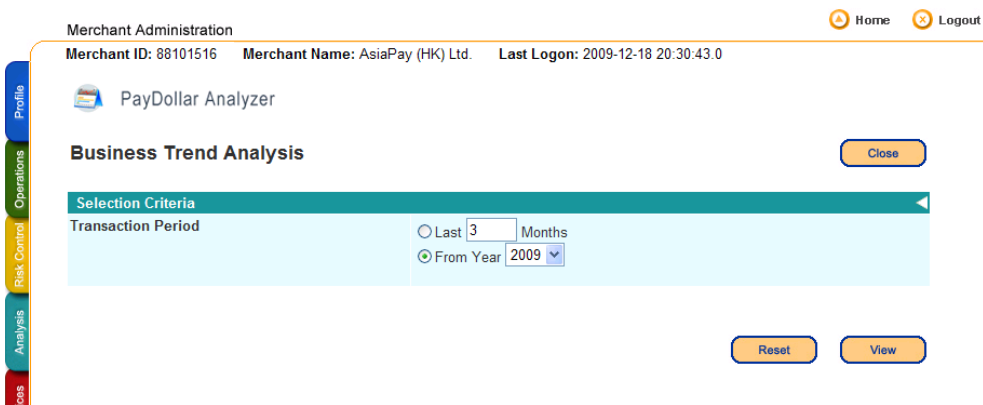 Home Logout
Merchant Administration
Merchant ID: 88101516 Merchant Name: AsiaPay (HK) Ltd. Last Logon: 2009-12-18 20:30:43.0
Profile
PayDollar Analyzer
Business Trend Analysis
Close
Operations
Selection Criteria
Transaction Period
Last 3 Months
From Year 2009
Risk Control
Analysis
Reset View